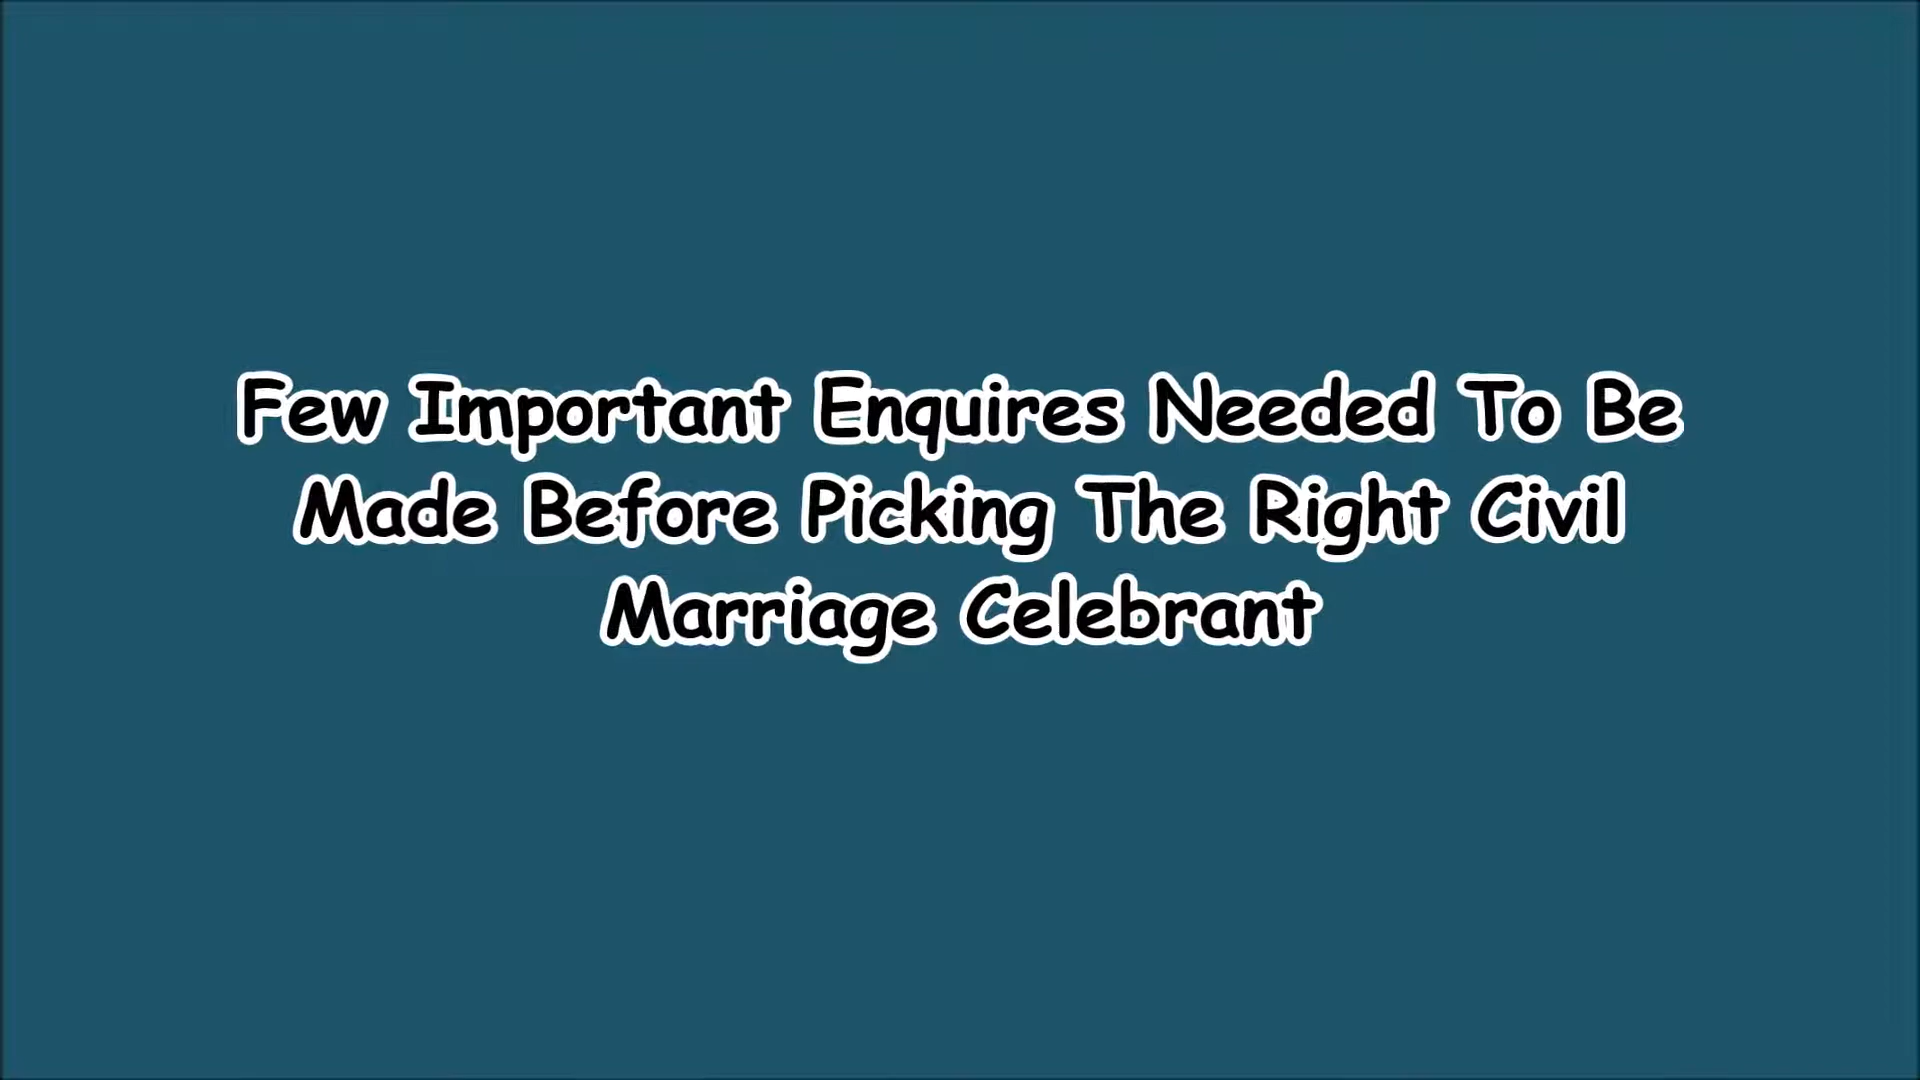 Few Important Enquires Needed To Be
Made Before Picking The Right Civil
Marriage Celebrant